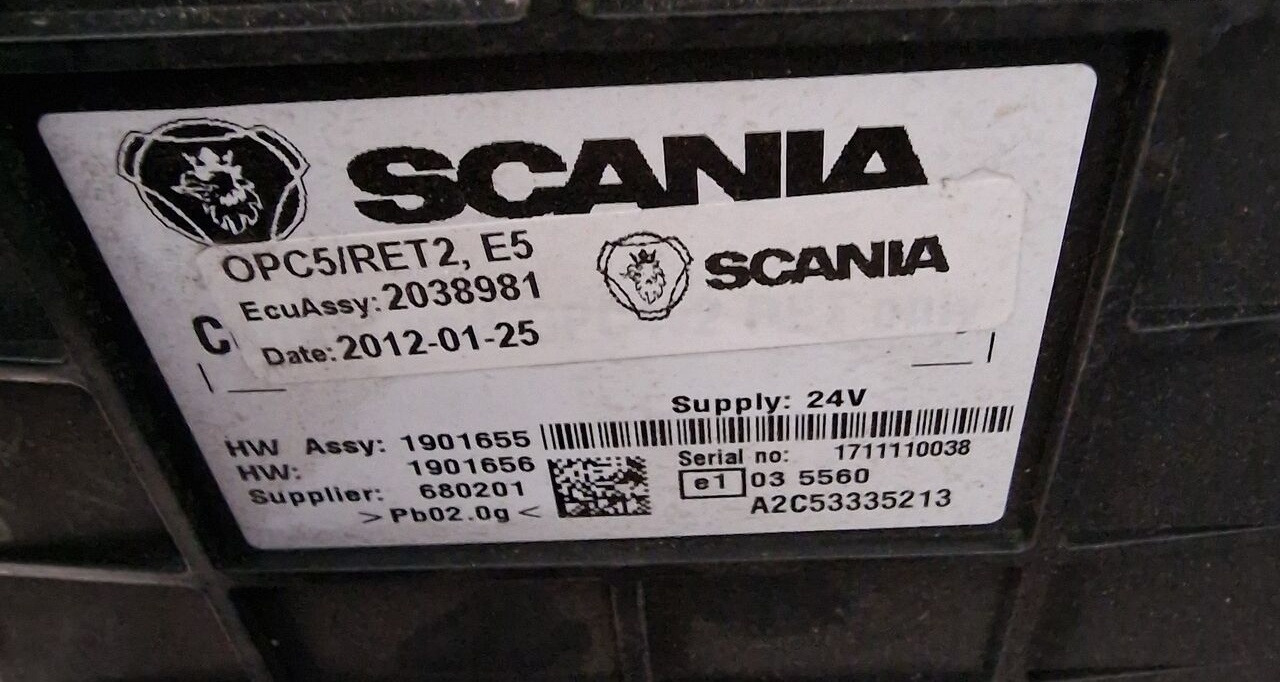 SCANIA
OPC5/RET2, E5
SCANIA
EcuAssy: 2038981
Date: 2012-01-25
C
Supply: 24V
HW Assy: 1901655
HW: 1901656
Serial no: 1711110038
Supplier: 680201
e1 03 5560
>Pb02.0g<
A2C53335213